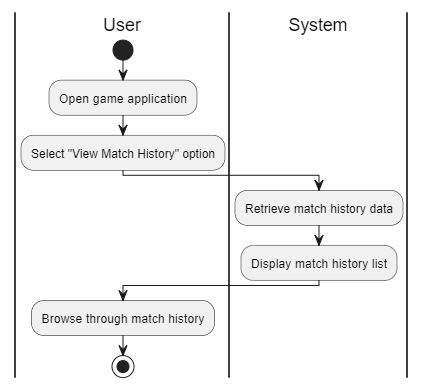 User
System
Open game application
Select "View Match History" option
Retrieve match history data
Display match history list
Browse through match history